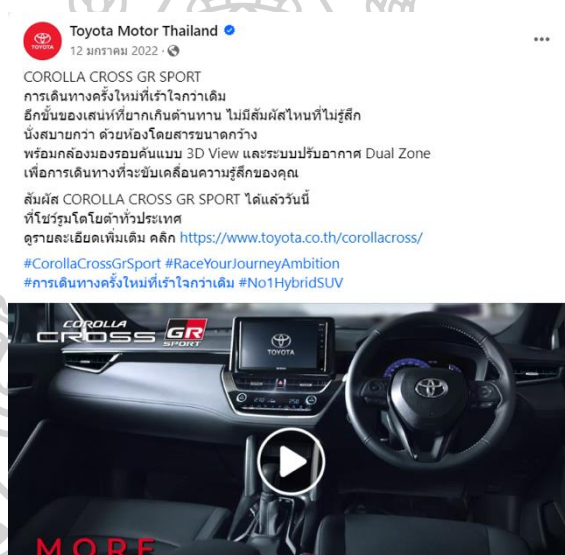 Toyota Motor Thailand
12 มกราคม 2022
COROLLA CROSS GR SPORT
การเดินทางครั้งใหม่ที่เร้าใจกว่าเดิม
อีกขั้นของเสน่ห์ที่ยากเกินต้านทาน ไม่มีสัมผัสไหนที่ไม่รู้สึก
นั่งสบายกว่า ด้วยห้องโดยสารขนาดกว้าง
พร้อมกล้องมองรอบคันแบบ 3D View และระบบปรับอากาศ Dual Zone
เพื่อการเดินทางที่จะขับเคลื่อนความรู้สึกของคุณ
สัมผัส COROLLA CROSS GR SPORT ได้แล้ววันนี้
ที่โชว์รูมโตโยต้าทั่วประเทศ
ดูรายละเอียดเพิ่มเติม คลิก https://www.toyota.co.th/corollacross/
#CorollaCrossGrSport #RaceYourJourneyAmbition
#การเดินทางครั้งใหม่ที่เร้าใจกว่าเดิม #No1HybridSUV
COROLLA
CROSS GR
SPORT
TOYOTA
MORE